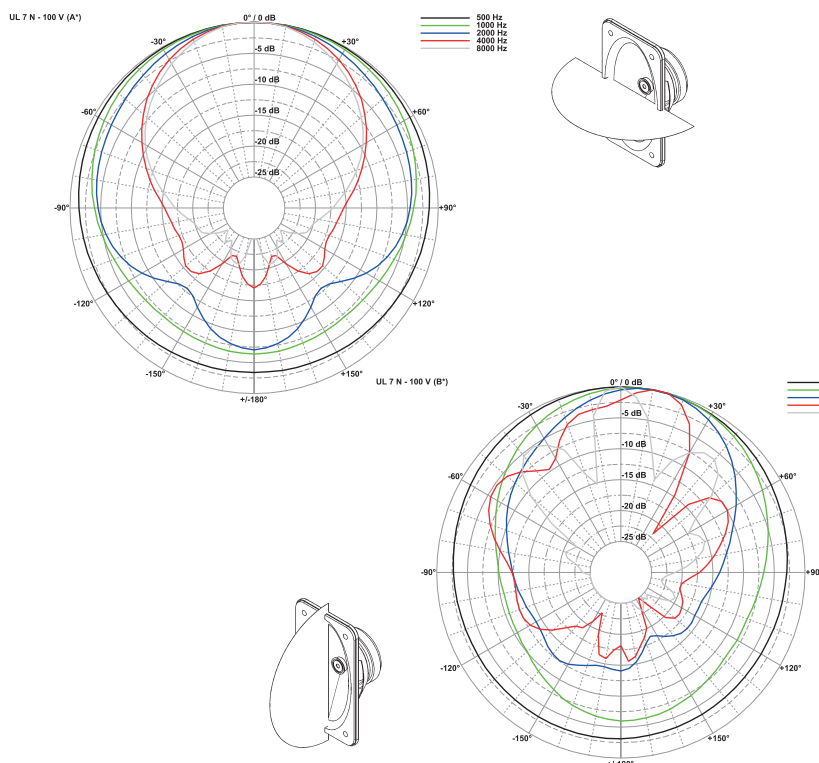 UL 7 N - 100 V (A*)
0° / 0 dB
500 Hz
1000 Hz
2000 Hz
4000 Hz
8000 Hz
-30°
+30°
-5 dB
-10 dB
-60°
+60°
-15 dB
-20 dB
-25 dB
-90°
+90°
-120°
+120°
-150°
+150°
+/-180°
UL 7 N - 100 V (B*)
0° / 0 dB
-30°
+30°
-5 dB
-10 dB
-60°
+60°
-15 dB
-20 dB
-25 dB
-90°
+90°
-120°
+120°
-150°
+150°